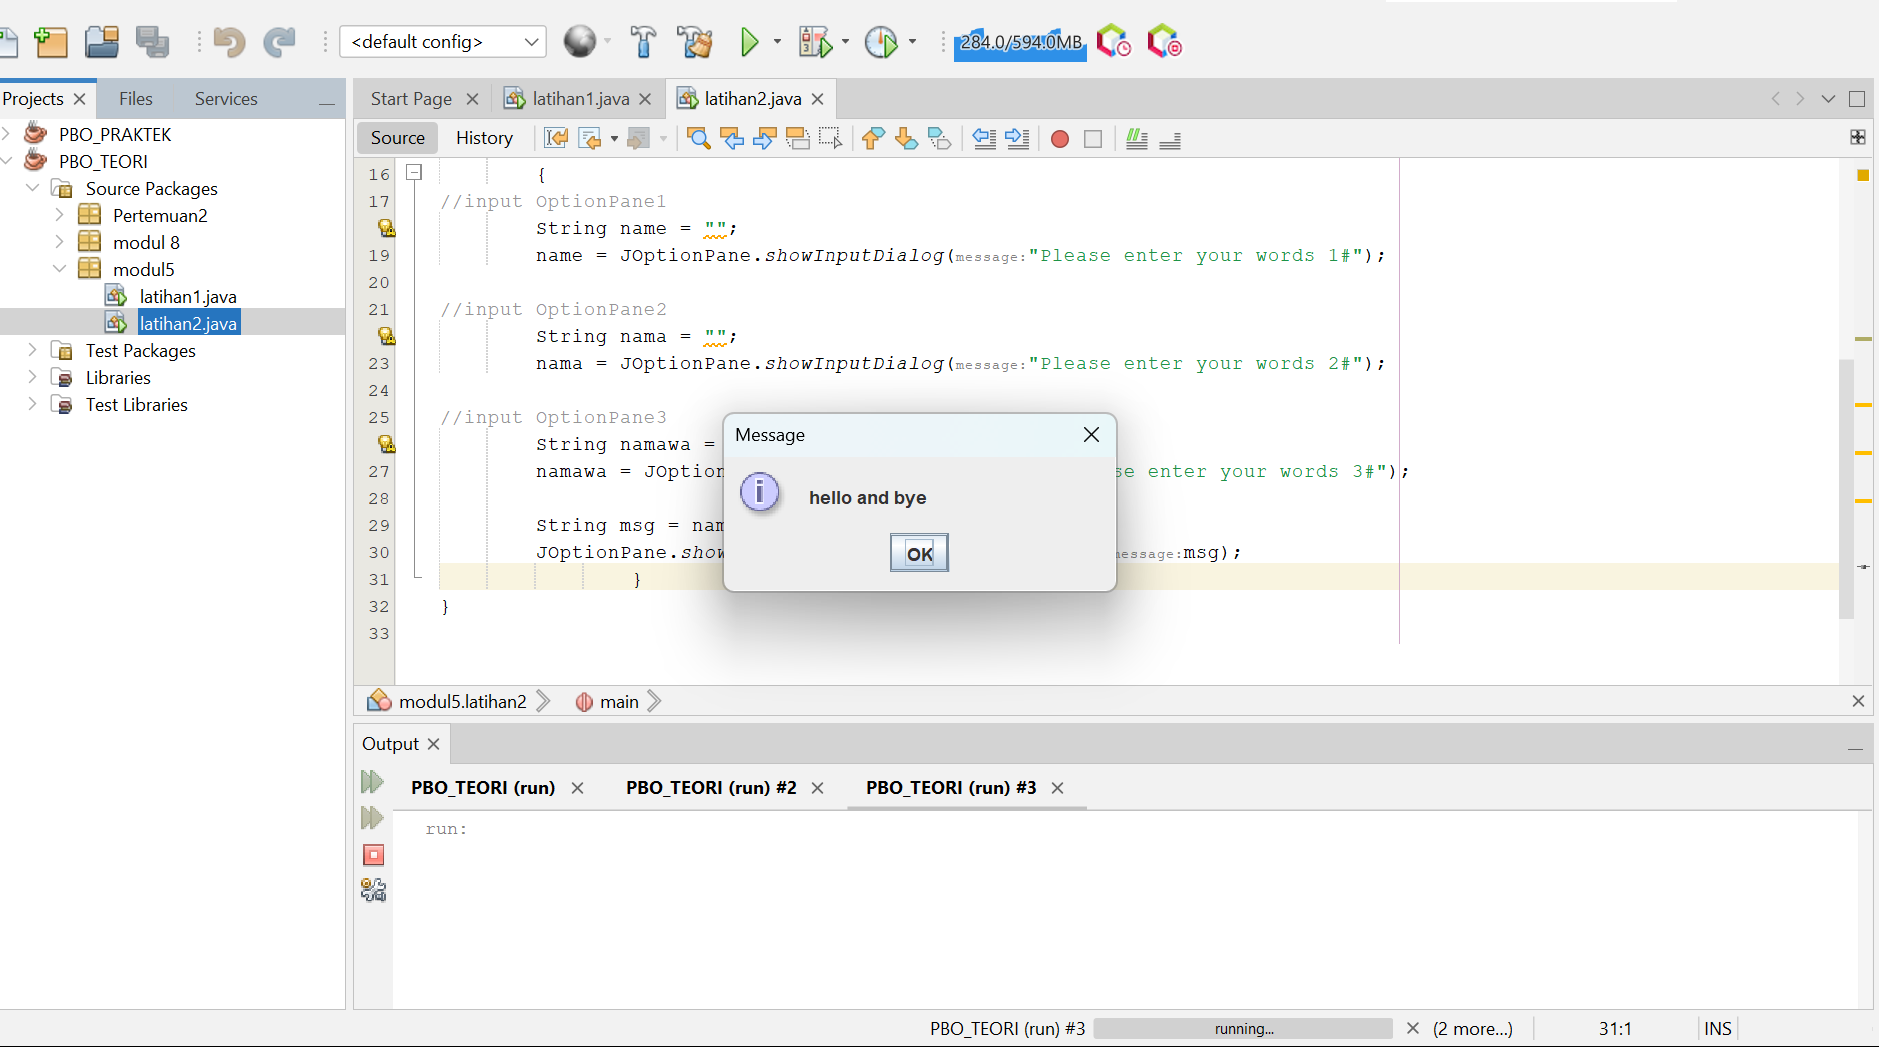 <default config>
284.0/594.0MB
Projects
Files
Services
PBO_PRAKTEK
PBO_TEORI
Source Packages
Pertemuan2
modul 8
modul5
latihan1.java
latihan2.java
Test Packages
Libraries
Test Libraries
Start Page
latihan1.java
latihan2.java
Source
History
16 {
17 //input OptionPane1
String name = "";
19 name = JOptionPane.showInputDialog(message:"Please enter your words 1#");
20
21 //input OptionPane2
String nama = "";
23 nama = JOptionPane.showInputDialog(message:"Please enter your words 2#");
24
25 //input OptionPane3
String namawa =
27 namawa = JOption se enter your words 3#");
28
29 String msg = nam
30 JOptionPane.show message:msg);
31 }
32 }
33
Message
hello and bye
OK
modul5.latihan2
main
Output
PBO_TEORI (run)
PBO_TEORI (run) #2
PBO_TEORI (run) #3
run:
PBO_TEORI (run) #3
running...
(2 more...)
31:1
INS